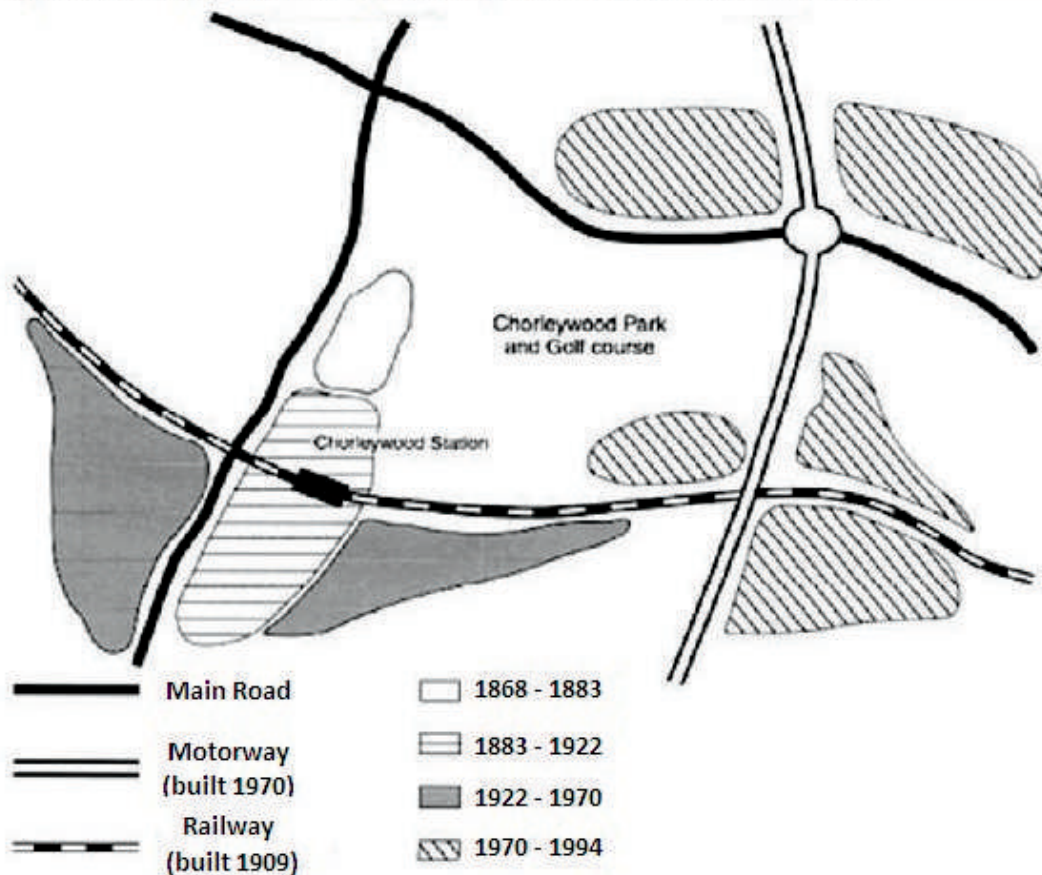 Chorleywood Park
and Golf course
Chorleywood Station
Main Road
Motorway
(built 1970)
Railway
(built 1909)
1868 - 1883
1883 - 1922
1922 - 1970
1970 - 1994